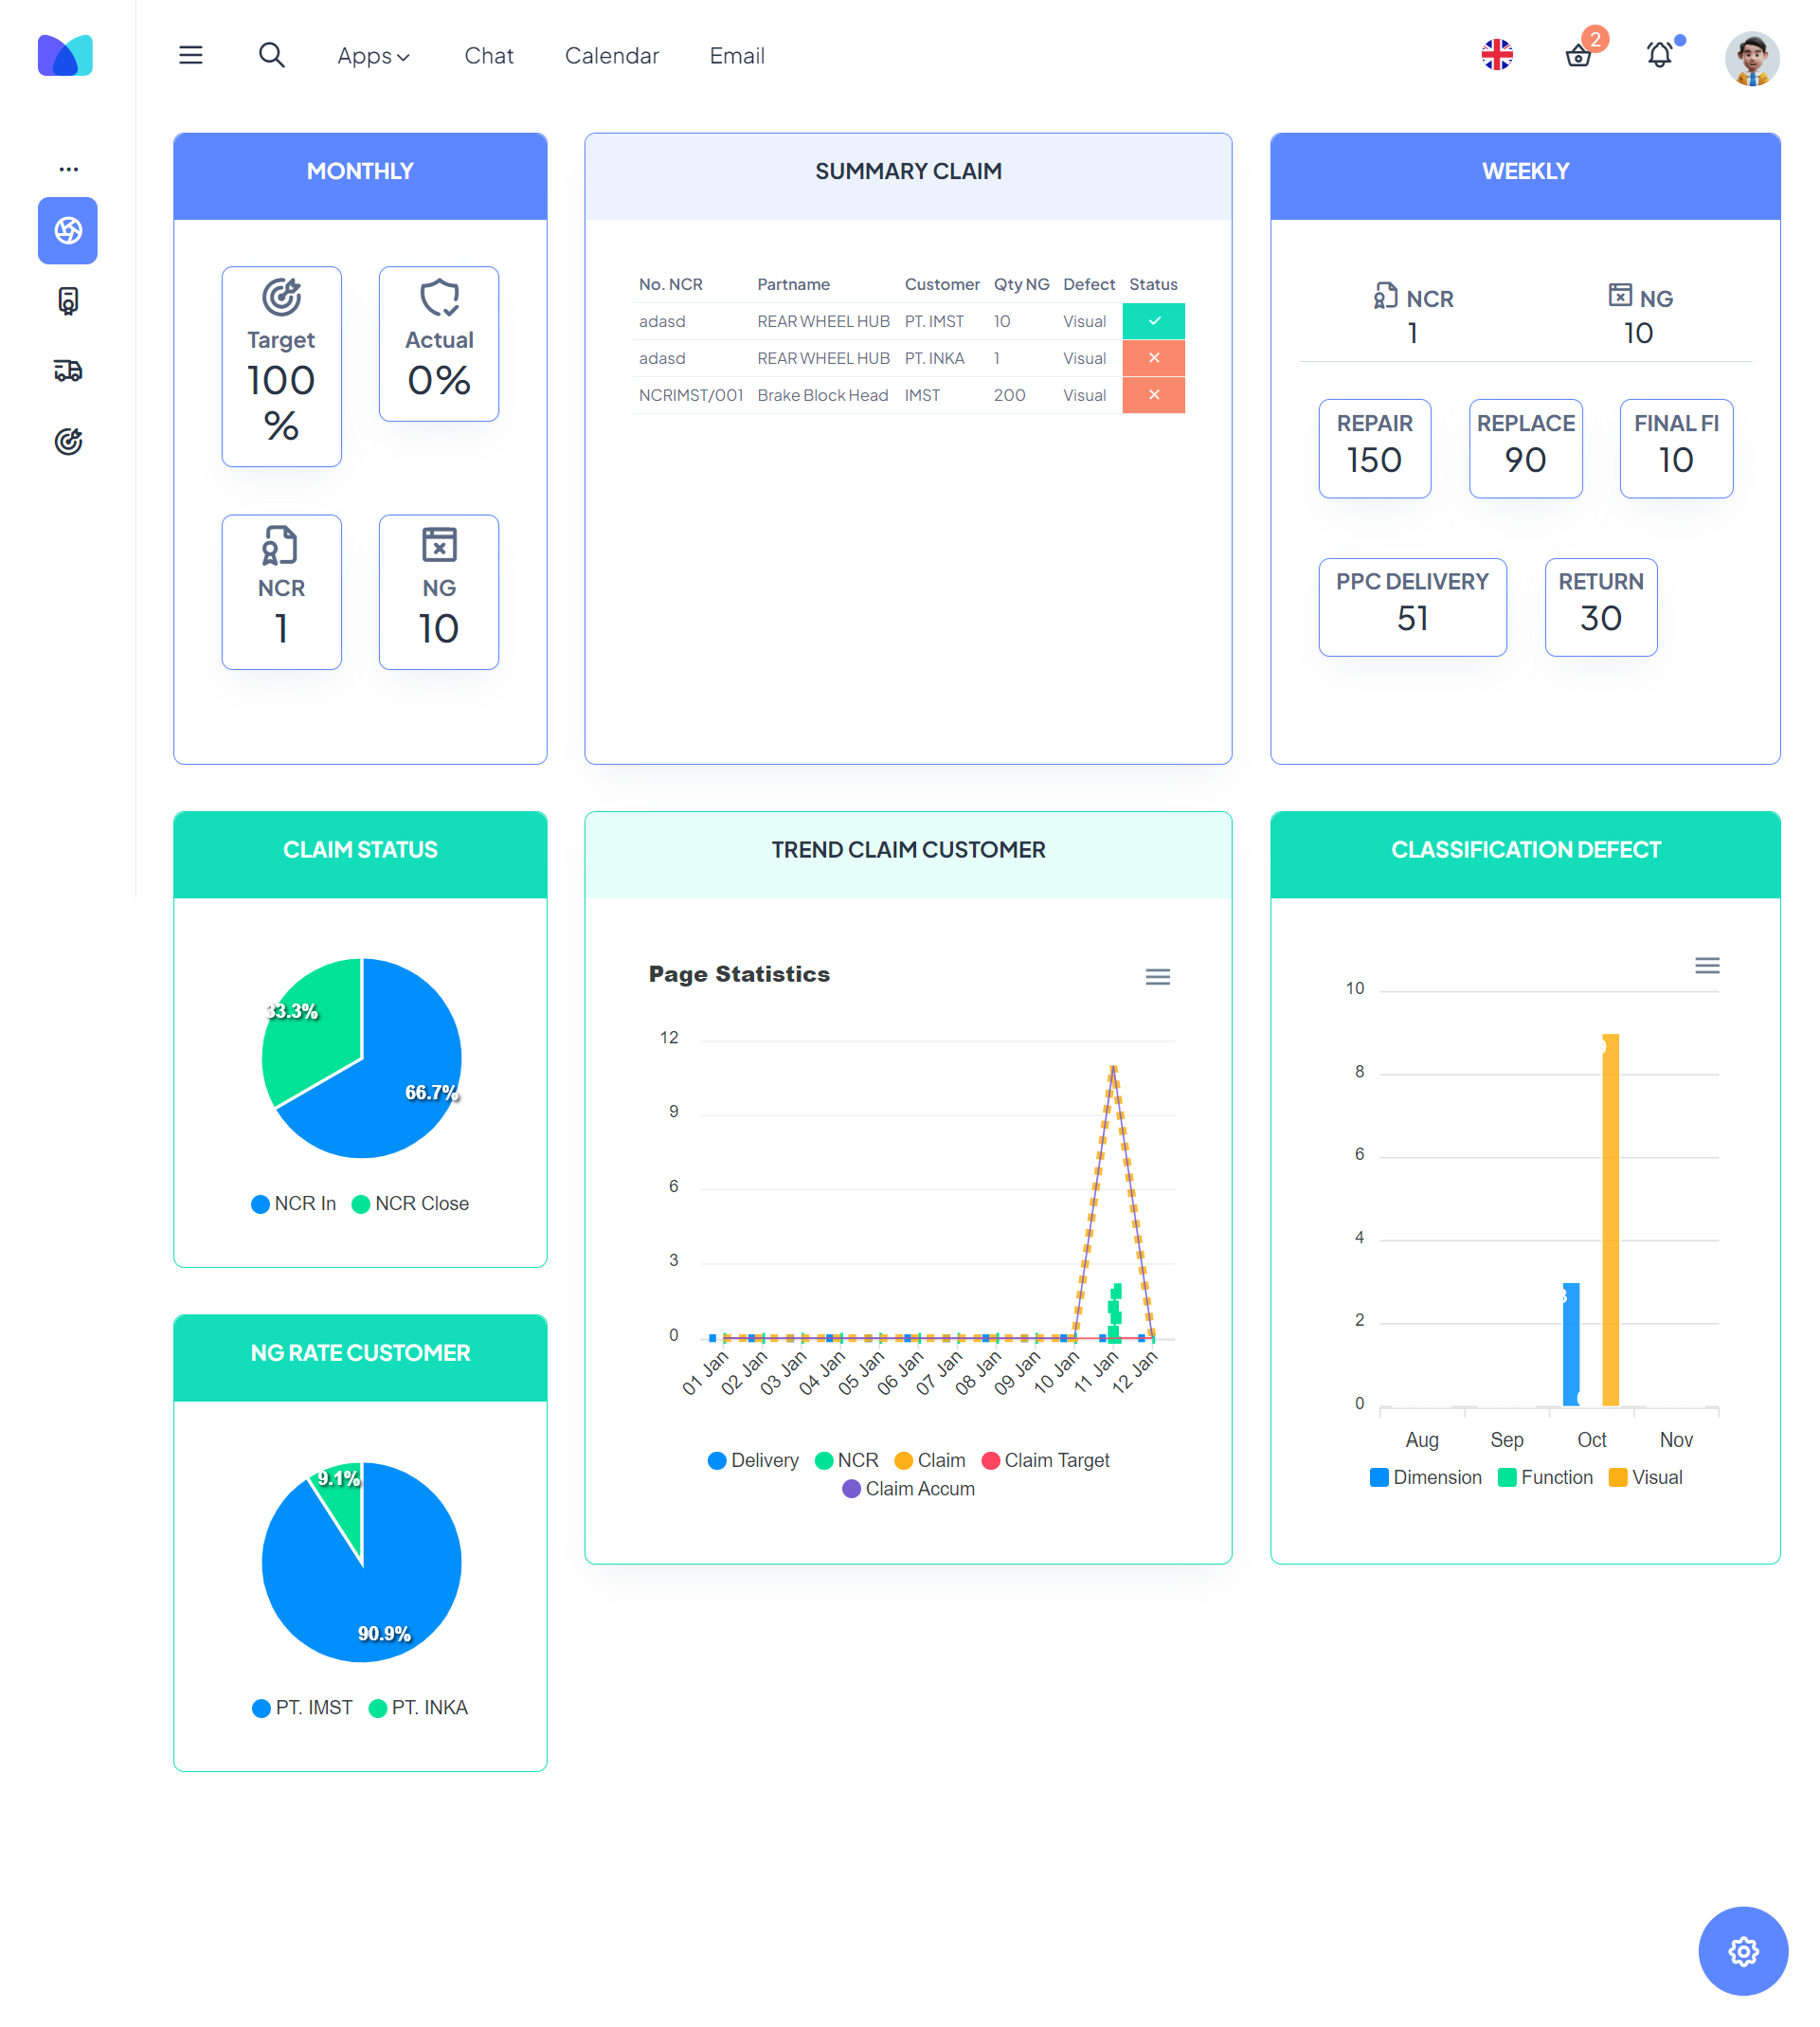 Apps
Chat
Calendar
Email
2
...
MONTHLY
Target
100
%
Actual
0%
NCR
1
NG
10
SUMMARY CLAIM
No. NCR Partname Customer Qty NG Defect Status
adasd REAR WHEEL HUB PT. IMST 10 Visual
adasd REAR WHEEL HUB PT. INKA 1 Visual
NCRIMST/001 Brake Block Head IMST 200 Visual
WEEKLY
NCR
1
NG
10
REPAIR
150
REPLACE
90
FINAL FI
10
PPC DELIVERY
51
RETURN
30
CLAIM STATUS
33.3%
66.7%
NCR In NCR Close
TREND CLAIM CUSTOMER
Page Statistics
12
9
6
3
0
01 Jan 02 Jan 03 Jan 04 Jan 05 Jan 06 Jan 07 Jan 08 Jan 09 Jan 10 Jan 11 Jan 12 Jan
Delivery NCR Claim Claim Target
Claim Accum
CLASSIFICATION DEFECT
10
8
6
4
2
0
Aug Sep Oct Nov
Dimension Function Visual
NG RATE CUSTOMER
9.1%
90.9%
PT. IMST PT. INKA